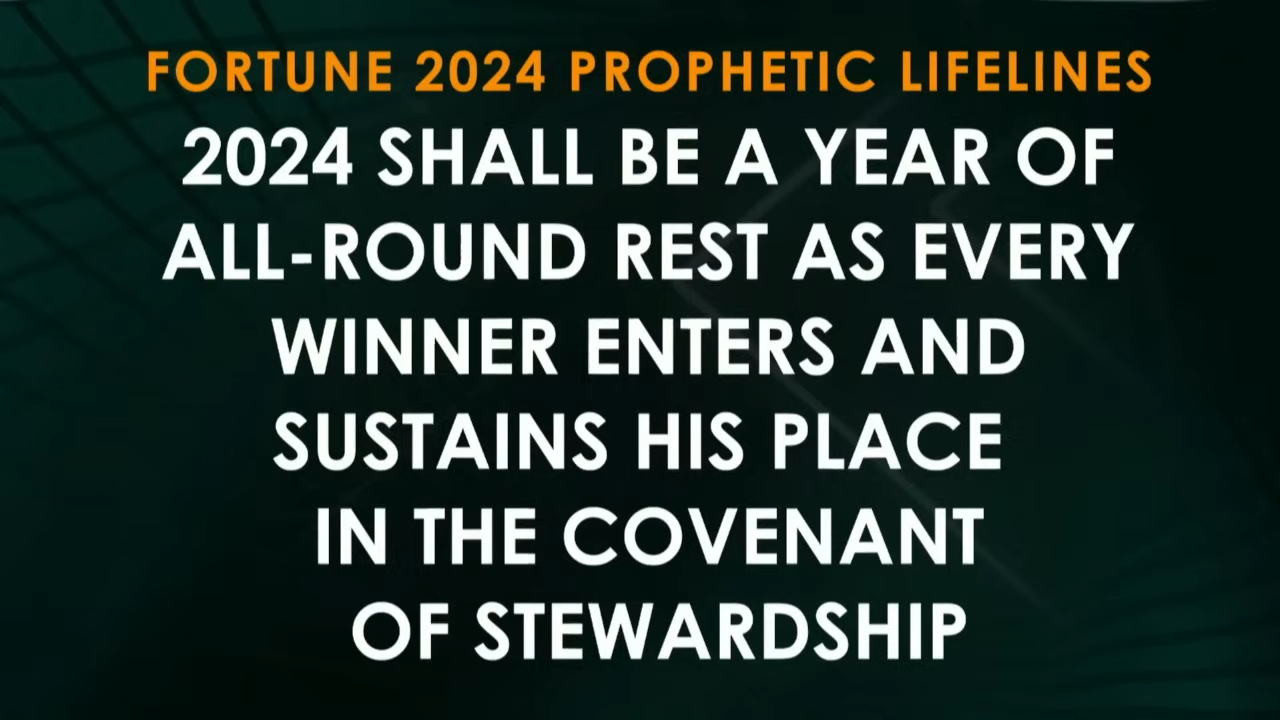 FORTUNE 2024 PROPHETIC LIFELINES
2024 SHALL BE A YEAR OF
ALL-ROUND REST AS EVERY
WINNER ENTERS AND
SUSTAINS HIS PLACE
IN THE COVENANT
OF STEWARDSHIP